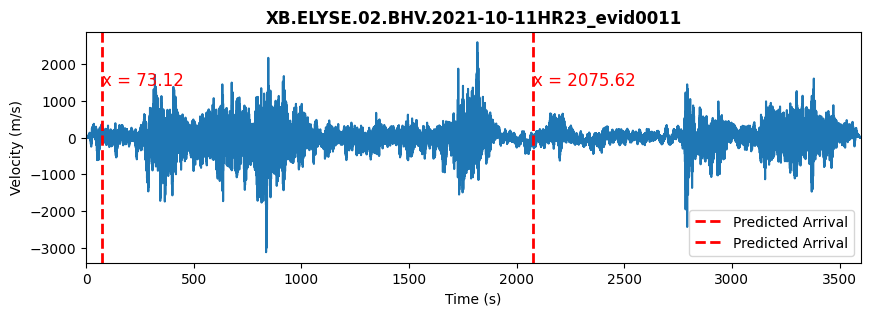 XB.ELYSE.02.BHV.2021-10-11HR23_evid0011
Velocity (m/s)
2000
1000
0
−1000
−2000
−3000
x = 73.12
x = 2075.62
Predicted Arrival
Predicted Arrival
0 500 1000 1500 2000 2500 3000 3500
Time (s)